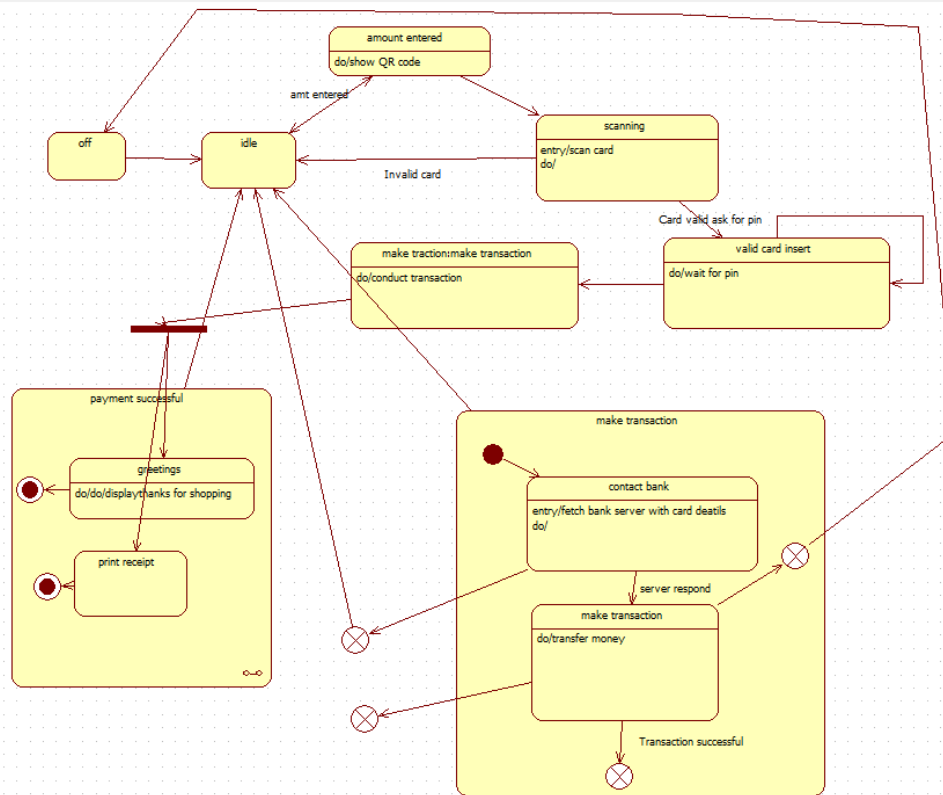 amount entered
do/show QR code
amt entered
off
idle
scanning
entry/scan card
do/
Invalid card
Card valid ask for pin
make traction:make transaction
do/conduct transaction
valid card insert
do/wait for pin
payment successful
greetings
do/do/displaythanks for shopping
print receipt
make transaction
contact bank
entry/fetch bank server with card deatils
do/
server respond
make transaction
do/transfer money
Transaction successful